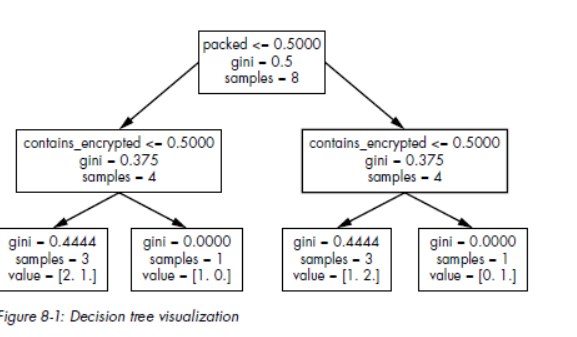 packed <= 0.5000
gini = 0.5
samples = 8
contains_encrypted <= 0.5000
gini = 0.375
samples = 4
contains_encrypted <= 0.5000
gini = 0.375
samples = 4
gini = 0.4444
samples = 3
value = [2. 1.]
gini = 0.0000
samples = 1
value = [1. 0.]
gini = 0.4444
samples = 3
value = [1. 2.]
gini = 0.0000
samples = 1
value = [0. 1.]
Figure 8-1: Decision tree visualization